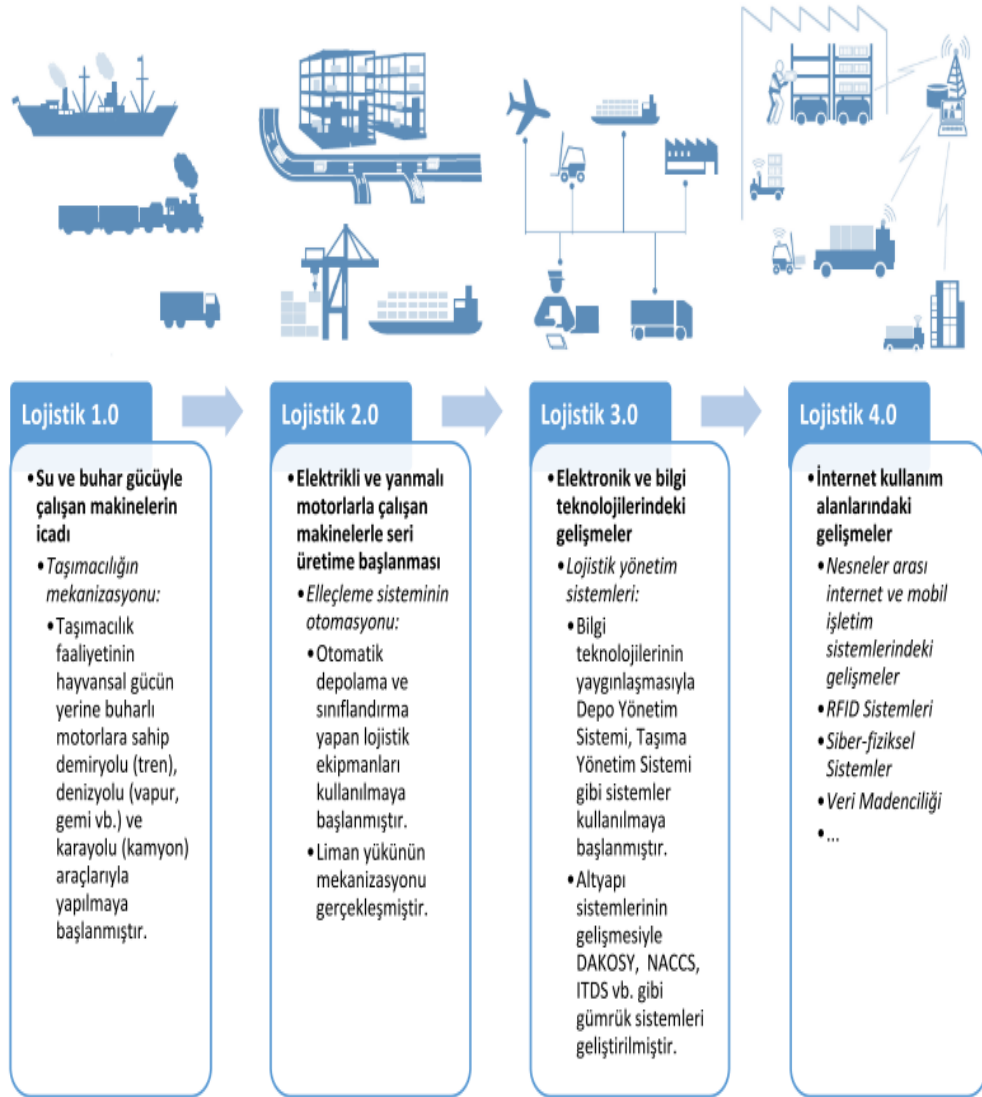 Lojistik 1.0
• Su ve buhar gücüyle
çalışan makinelerin
icadı
• Taşımacılığın
mekanizasyonu:
• Taşımacılık
faaliyetinin
hayvansal gücün
yerine buharlı
motorlara sahip
demiryolu (tren),
denizyolu (vapur,
gemi vb.) ve
karayolu (kamyon)
araçlarıyla
yapılmaya
başlanmıştır.
Lojistik 2.0
• Elektrikli ve yanmalı
motorlarla çalışan
makinelerle seri
üretime başlanması
• Elleçleme sisteminin
otomasyonu:
• Otomatik
depolama ve
sınıflandırma
yapan lojistik
ekipmanları
kullanılmaya
başlanmıştır.
• Liman yükünün
mekanizasyonu
gerçekleşmiştir.
Lojistik 3.0
• Elektronik ve bilgi
teknolojilerindeki
gelişmeler
• Lojistik yönetim
sistemleri:
• Bilgi
teknolojilerinin
yaygınlaşmasıyla
Depo Yönetim
Sistemi, Taşıma
Yönetim Sistemi
gibi sistemler
kullanılmaya
başlanmıştır.
• Altyapı
sistemlerinin
gelişmesiyle
DAKOSY, NACCS,
ITDS vb. gibi
gümrük sistemleri
geliştirilmiştir.
Lojistik 4.0
• İnternet kullanım
alanlarındaki
gelişmeler
• Nesneler arası
internet ve mobil
işletim
sistemlerindeki
gelişmeler
• RFID Sistemleri
• Siber-fiziksel
Sistemler
• Veri Madenciliği
• ...